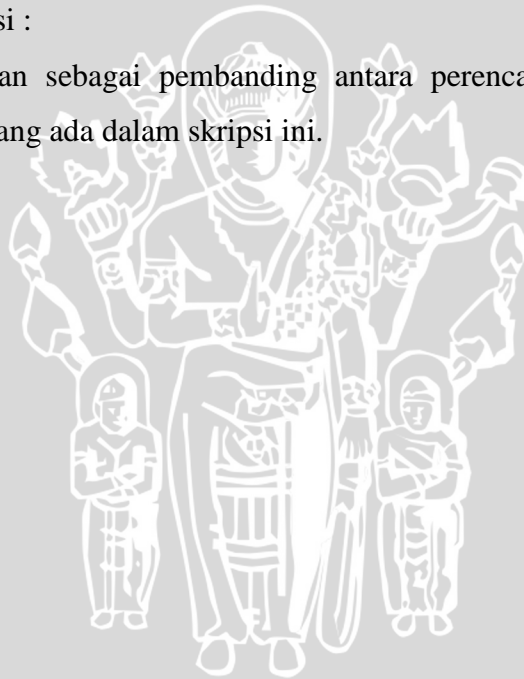 si :
an sebagai pembanding antara perenca
ang ada dalam skripsi ini.